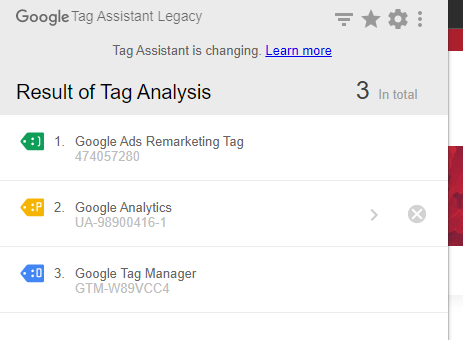 Google Tag Assistant Legacy
Tag Assistant is changing. Learn more
Result of Tag Analysis 3 In total
1. Google Ads Remarketing Tag
474057280
2. Google Analytics
UA-98900416-1
3. Google Tag Manager
GTM-W89VCC4